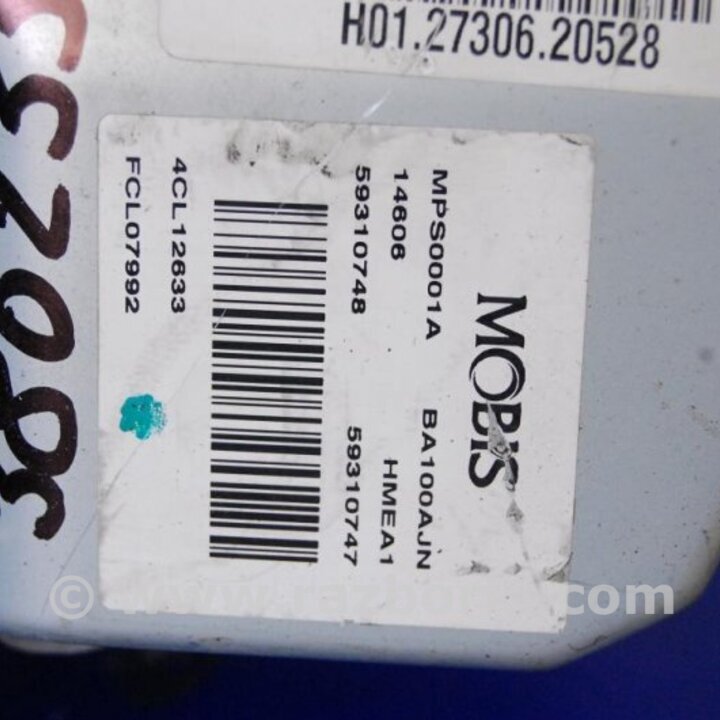 H01.27306.20528
MOBIS
MPS0001A BA100AJN
14606 HMEA1
59310748 59310747
4CL12633
FCL07992